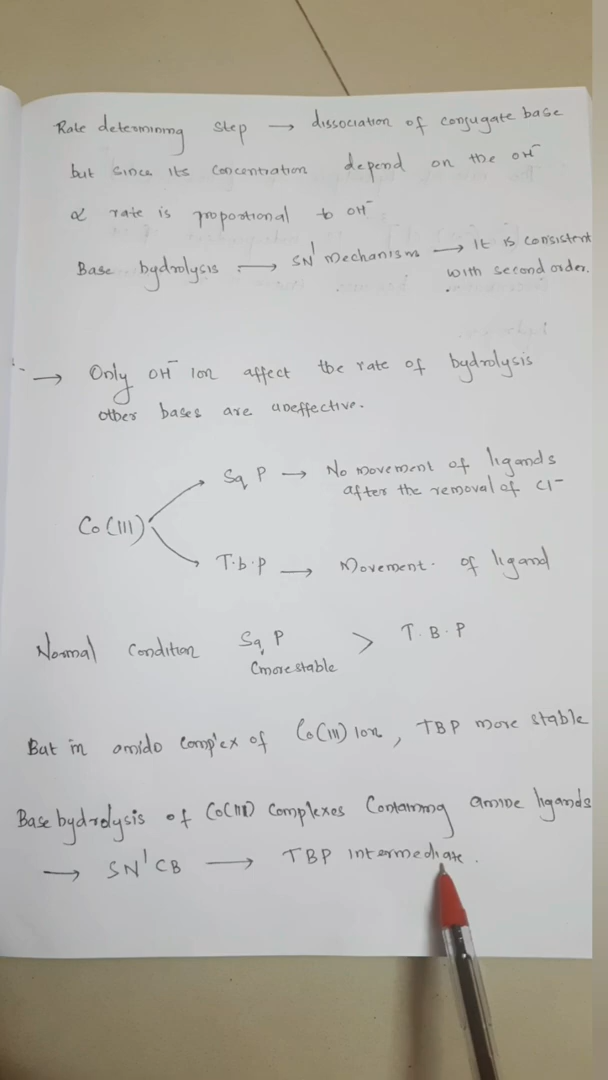 Rate determining step → dissociation of conjugate base
but since its concentration depend on the OH⁻
∝ rate is proportional to OH⁻
Base hydrolysis → SN¹ Mechanism → It is consistent
with second order.
→ Only OH⁻ Ion affect the rate of hydrolysis
other bases are uneffective.
Sq P → No movement of ligands
after the removal of Cl⁻
Co(III)
T.b.p → Movement. of ligand
Normal Condition Sq P > T.B.P
(more stable
But in amido complex of Co(III) Ion, TBP more stable
Base hydrolysis of Co(III) Complexes Containing amine ligands
→ SN¹CB → TBP intermediate.